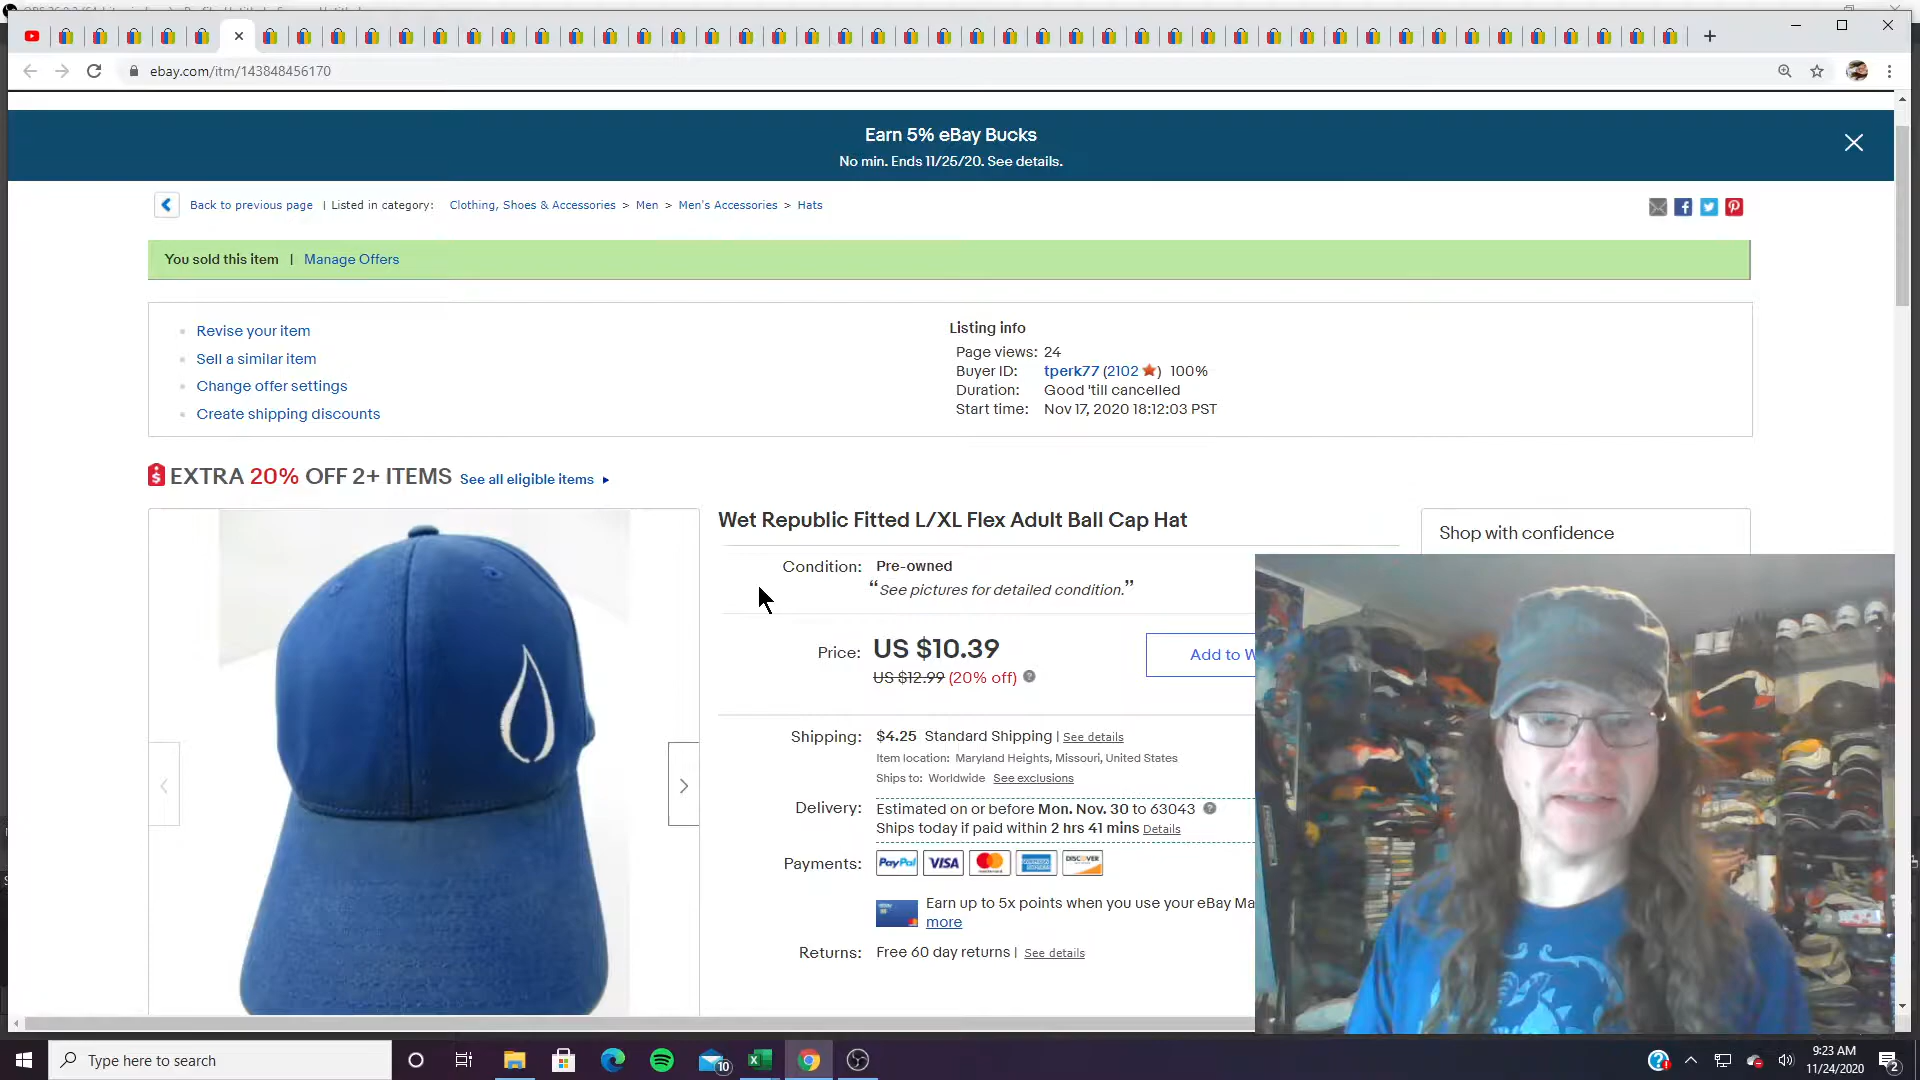 ebay.com/itm/143848456170
Earn 5% eBay Bucks
No min. Ends 11/25/20. See details.
Back to previous page | Listed in category: Clothing, Shoes & Accessories > Men > Men's Accessories > Hats
You sold this item | Manage Offers
Revise your item
Sell a similar item
Change offer settings
Create shipping discounts
Listing info
Page views: 24
Buyer ID: tperk77 (2102 ) 100%
Duration: Good 'till cancelled
Start time: Nov 17, 2020 18:12:03 PST
EXTRA 20% OFF 2+ ITEMS See all eligible items
Wet Republic Fitted L/XL Flex Adult Ball Cap Hat
Shop with confidence
Condition: Pre-owned
“See pictures for detailed condition.”
Price: US $10.39
US $12.99 (20% off)
Add to W
Shipping: $4.25 Standard Shipping | See details
Item location: Maryland Heights, Missouri, United States
Ships to: Worldwide See exclusions
Delivery: Estimated on or before Mon. Nov. 30 to 63043
Ships today if paid within 2 hrs 41 mins Details
Payments: PayPal VISA DISCOVER
Earn up to 5x points when you use your eBay Ma
more
Returns: Free 60 day returns | See details
Type here to search
10
9:23 AM
11/24/2020
2